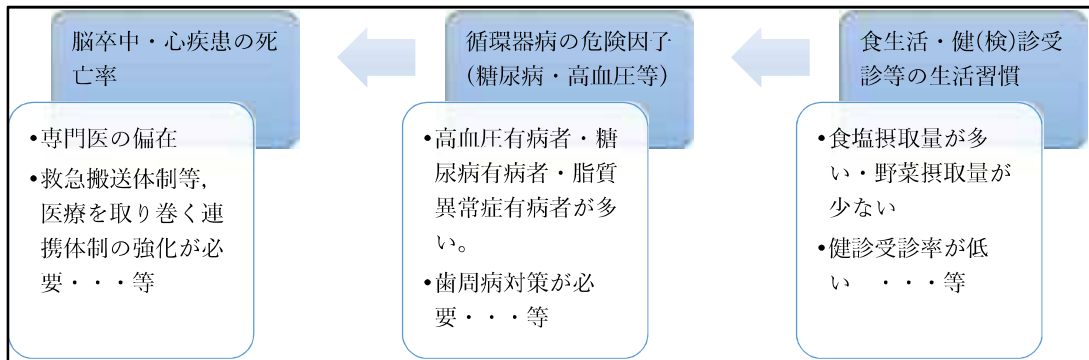 脳卒中・心疾患の死
亡率
•専門医の偏在
•救急搬送体制等，
医療を取り巻く連
携体制の強化が必
要・・・等
循環器病の危険因子
(糖尿病・高血圧等)
•高血圧有病者・糖
尿病有病者・脂質
異常症有病者が多
い。
•歯周病対策が必
要・・・等
食生活・健(検)診受
診等の生活習慣
•食塩摂取量が多
い・野菜摂取量が
少ない
•健診受診率が低
い　・・・等